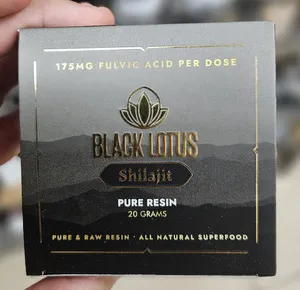 175MG FULVIC ACID PER DOSE
BLACK LOTUS
Shilajit
PURE RESIN
20 GRAMS
PURE & RAW RESIN · ALL NATURAL SUPERFOOD